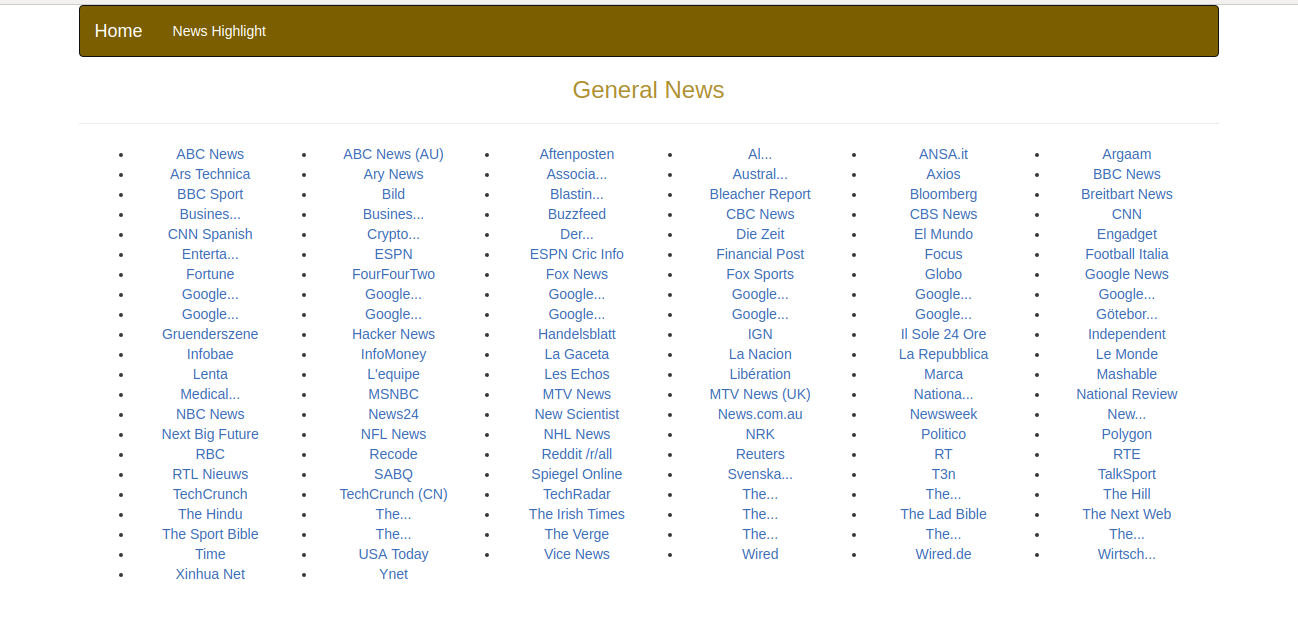 Home News Highlight
General News
ABC News ABC News (AU) Aftenposten Al... ANSA.it Argaam
Ars Technica Ary News Associa... Austral... Axios BBC News
BBC Sport Bild Blastin... Bleacher Report Bloomberg Breitbart News
Busines... Busines... Buzzfeed CBC News CBS News CNN
CNN Spanish Crypto... Der... Die Zeit El Mundo Engadget
Enterta... ESPN ESPN Cric Info Financial Post Focus Football Italia
Fortune FourFourTwo Fox News Fox Sports Globo Google News
Google... Google... Google... Google... Google... Google...
Google... Google... Google... Google... Google... Götebor...
Gruenderszene Hacker News Handelsblatt IGN Il Sole 24 Ore Independent
Infobae InfoMoney La Gaceta La Nacion La Repubblica Le Monde
Lenta L'equipe Les Echos Libération Marca Mashable
Medical... MSNBC MTV News MTV News (UK) Nationa... National Review
NBC News News24 New Scientist News.com.au Newsweek New...
Next Big Future NFL News NHL News NRK Politico Polygon
RBC Recode Reddit /r/all Reuters RT RTE
RTL Nieuws SABQ Spiegel Online Svenska... T3n TalkSport
TechCrunch TechCrunch (CN) TechRadar The... The... The Hill
The Hindu The... The Irish Times The... The Lad Bible The Next Web
The Sport Bible The... The Verge The... The... The...
Time USA Today Vice News Wired Wired.de Wirtsch...
Xinhua Net Ynet